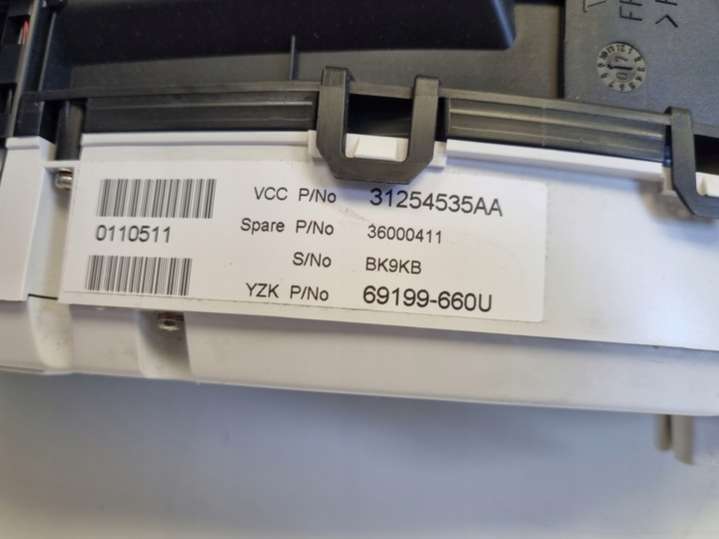 VCC P/No 31254535AA
0110511
Spare P/No 36000411
S/No BK9KB
YZK P/No 69199-660U